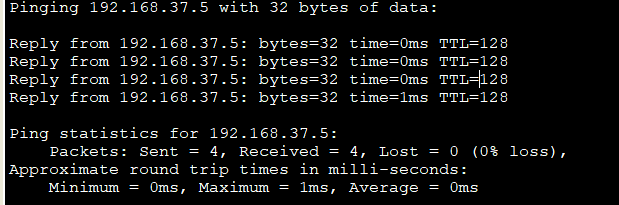 Pinging 192.168.37.5 with 32 bytes of data:
Reply from 192.168.37.5: bytes=32 time=0ms TTL=128
Reply from 192.168.37.5: bytes=32 time=0ms TTL=128
Reply from 192.168.37.5: bytes=32 time=0ms TTL=128
Reply from 192.168.37.5: bytes=32 time=1ms TTL=128
Ping statistics for 192.168.37.5:
Packets: Sent = 4, Received = 4, Lost = 0 (0% loss),
Approximate round trip times in milli-seconds:
Minimum = 0ms, Maximum = 1ms, Average = 0ms